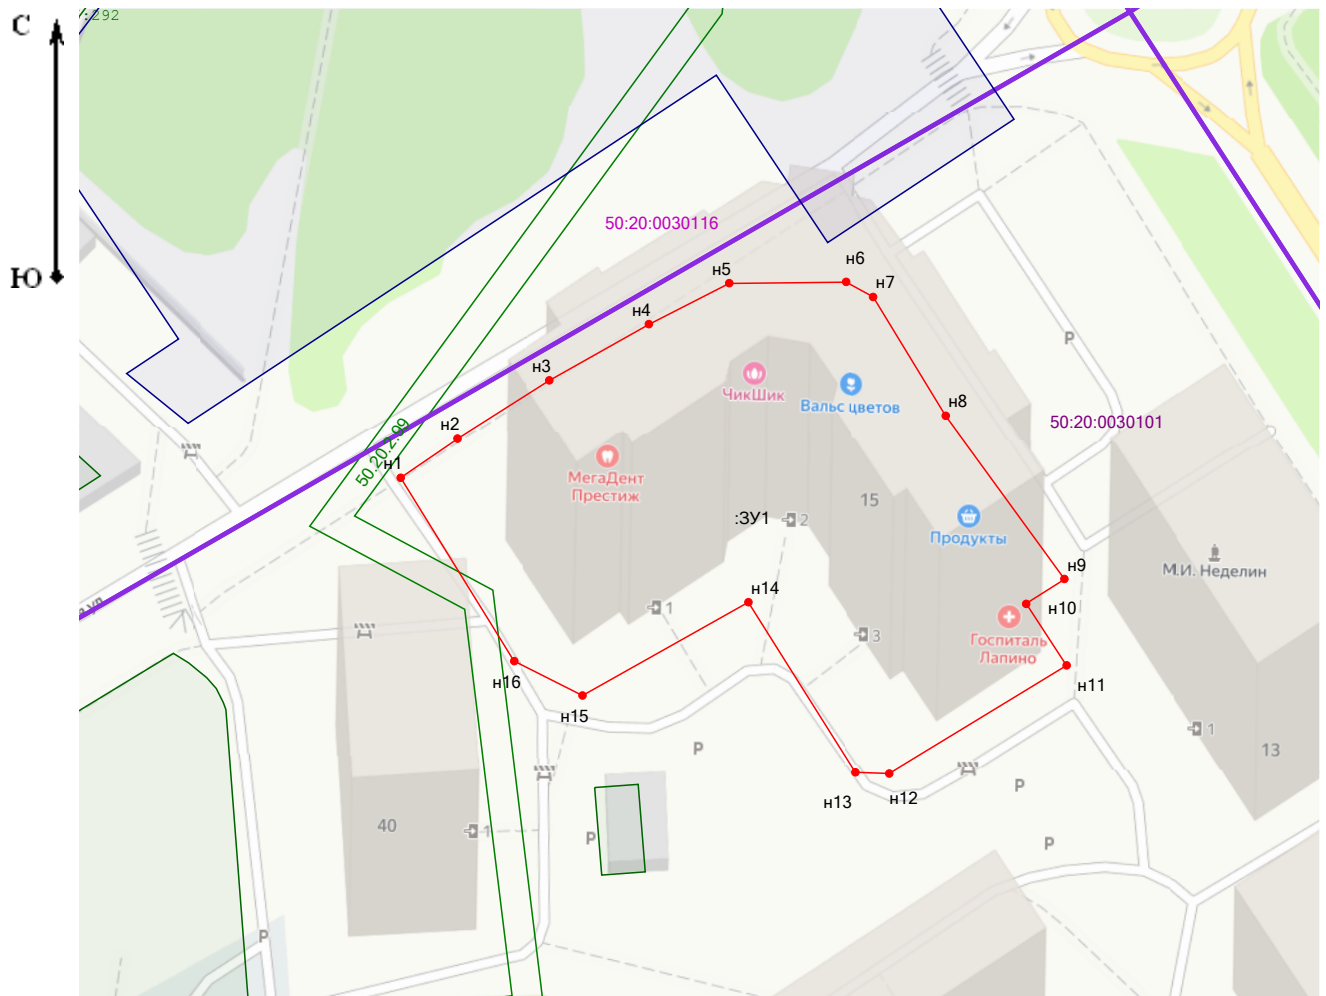 :292
С
Ю
50:20:0030116
н6
н5
н7
н4
н3
н2
н1
50.20.2.99
ЧикШик
Вальс цветов
н8
50:20:0030101
P
МегаДент
Престиж
15
:ЗУ1
2
Продукты
н9
н10
М.И. Неделин
н14
1
3
Госпиталь
Лапино
н16
н15
н11
P
1
13
н13
н12
P
40
1
P
P
P